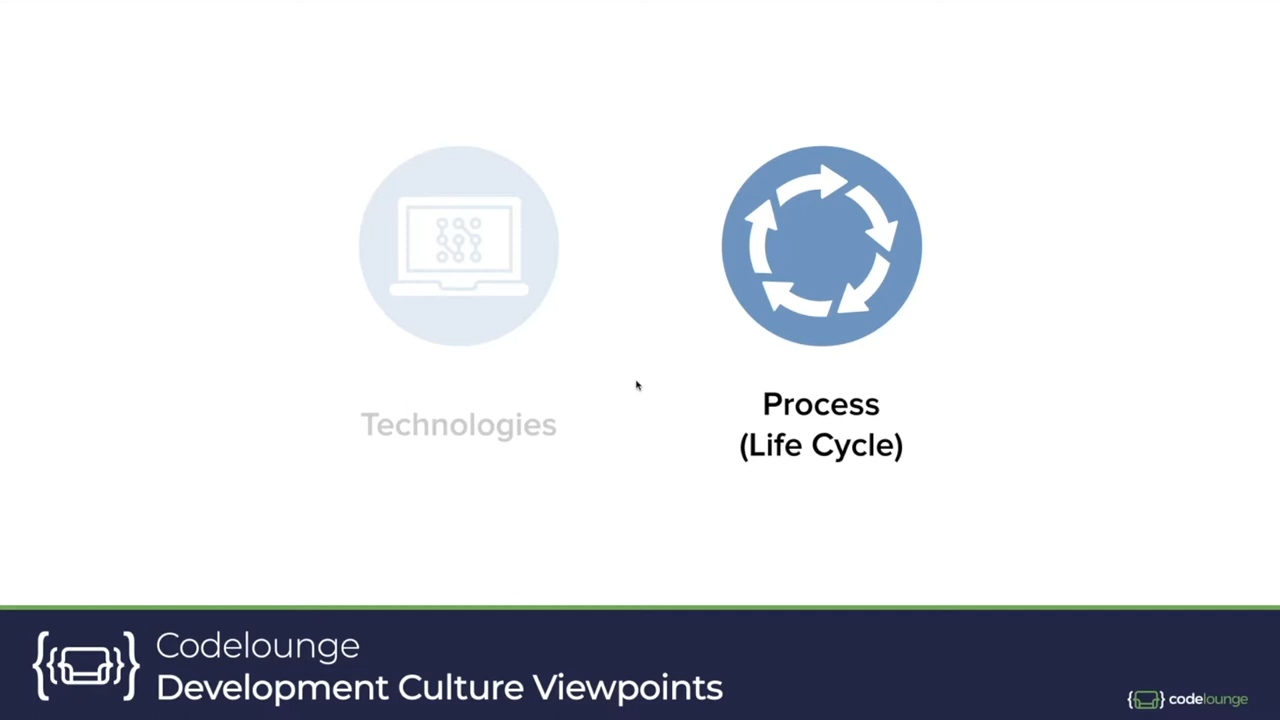 Technologies
Process
(Life Cycle)
Codelounge
Development Culture Viewpoints
codelounge